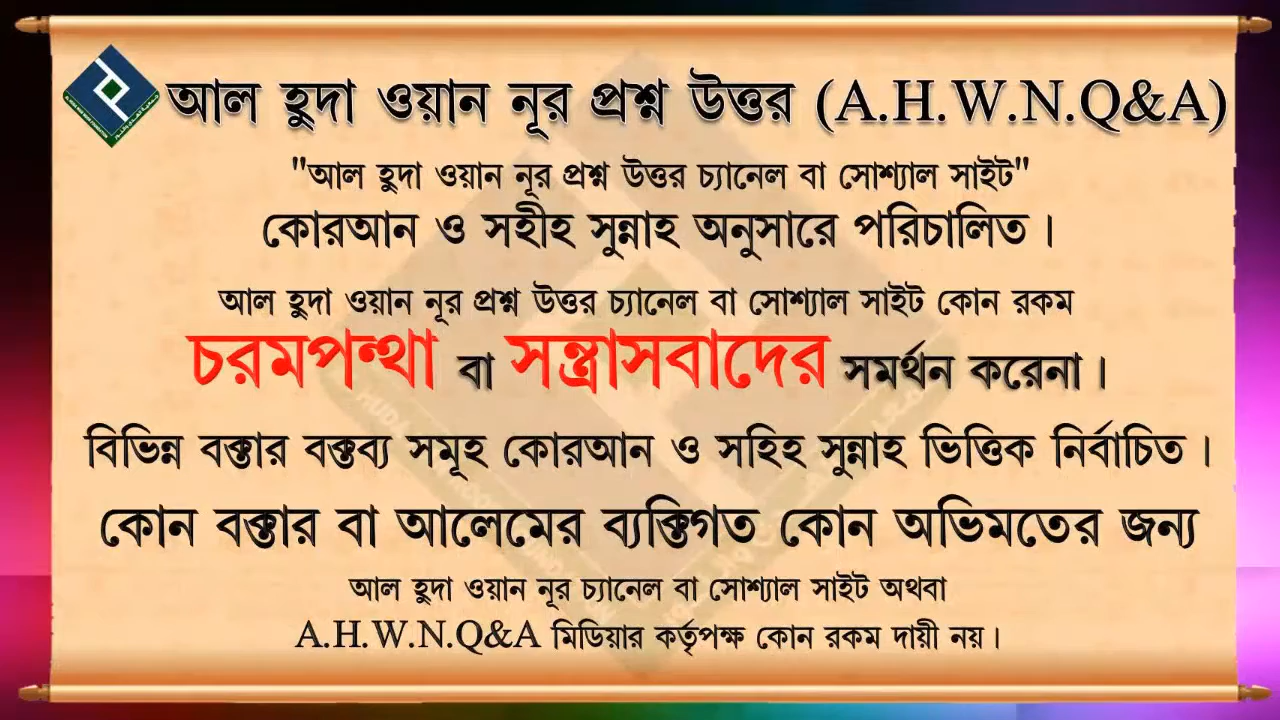 আল হুদা ওয়ান নূর প্রশ্ন উত্তর (A.H.W.N.Q&A)
"আল হুদা ওয়ান নূর প্রশ্ন উত্তর চ্যানেল বা সোশ্যাল সাইট"
কোরআন ও সহীহ সুন্নাহ অনুসারে পরিচালিত।
আল হুদা ওয়ান নূর প্রশ্ন উত্তর চ্যানেল বা সোশ্যাল সাইট কোন রকম
চরমপন্থা বা সন্ত্রাসবাদের সমর্থন করেনা।
বিভিন্ন বক্তার বক্তব্য সমূহ কোরআন ও সহিহ সুন্নাহ ভিত্তিক নির্বাচিত।
কোন বক্তার বা আলেমের ব্যক্তিগত কোন অভিমতের জন্য
আল হুদা ওয়ান নূর চ্যানেল বা সোশ্যাল সাইট অথবা
A.H.W.N.Q&A মিডিয়ার কর্তৃপক্ষ কোন রকম দায়ী নয়।